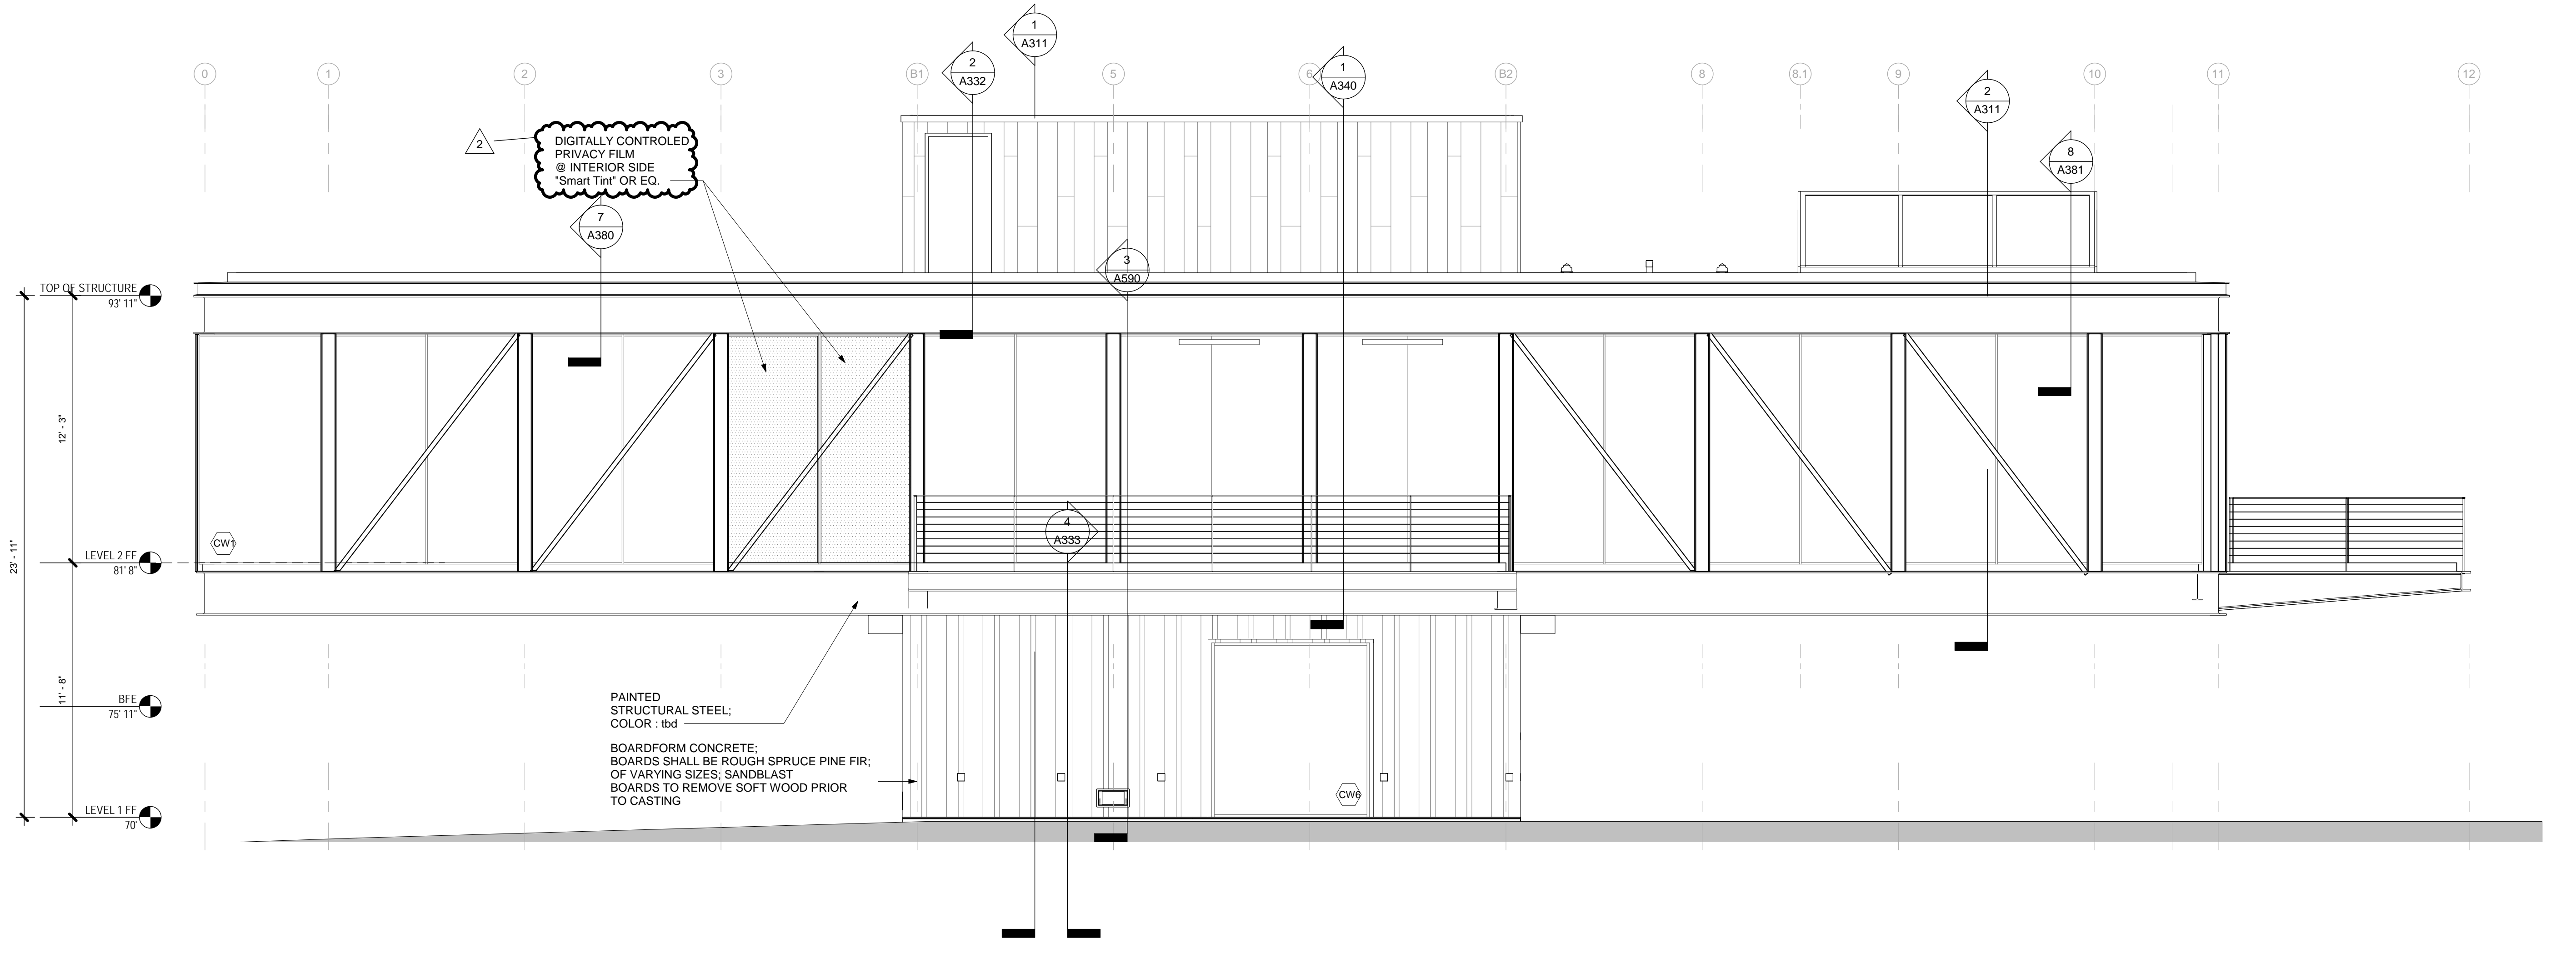 1
A311
2
A332
1
A340
0
1
2
3
B1
5
6
B2
8
8.1
9
10
11
12
2
A311
2
DIGITALLY CONTROLED
PRIVACY FILM
@ INTERIOR SIDE
"Smart Tint" OR EQ.
8
A381
7
A380
3
A590
TOP OF STRUCTURE
93' 11"
12' - 3"
23' - 11"
4
A333
CW1
LEVEL 2 FF
81' 8"
11' - 8"
BFE
75' 11"
PAINTED
STRUCTURAL STEEL;
COLOR : tbd
BOARDFORM CONCRETE;
BOARDS SHALL BE ROUGH SPRUCE PINE FIR;
OF VARYING SIZES; SANDBLAST
BOARDS TO REMOVE SOFT WOOD PRIOR
TO CASTING
CW6
LEVEL 1 FF
70'